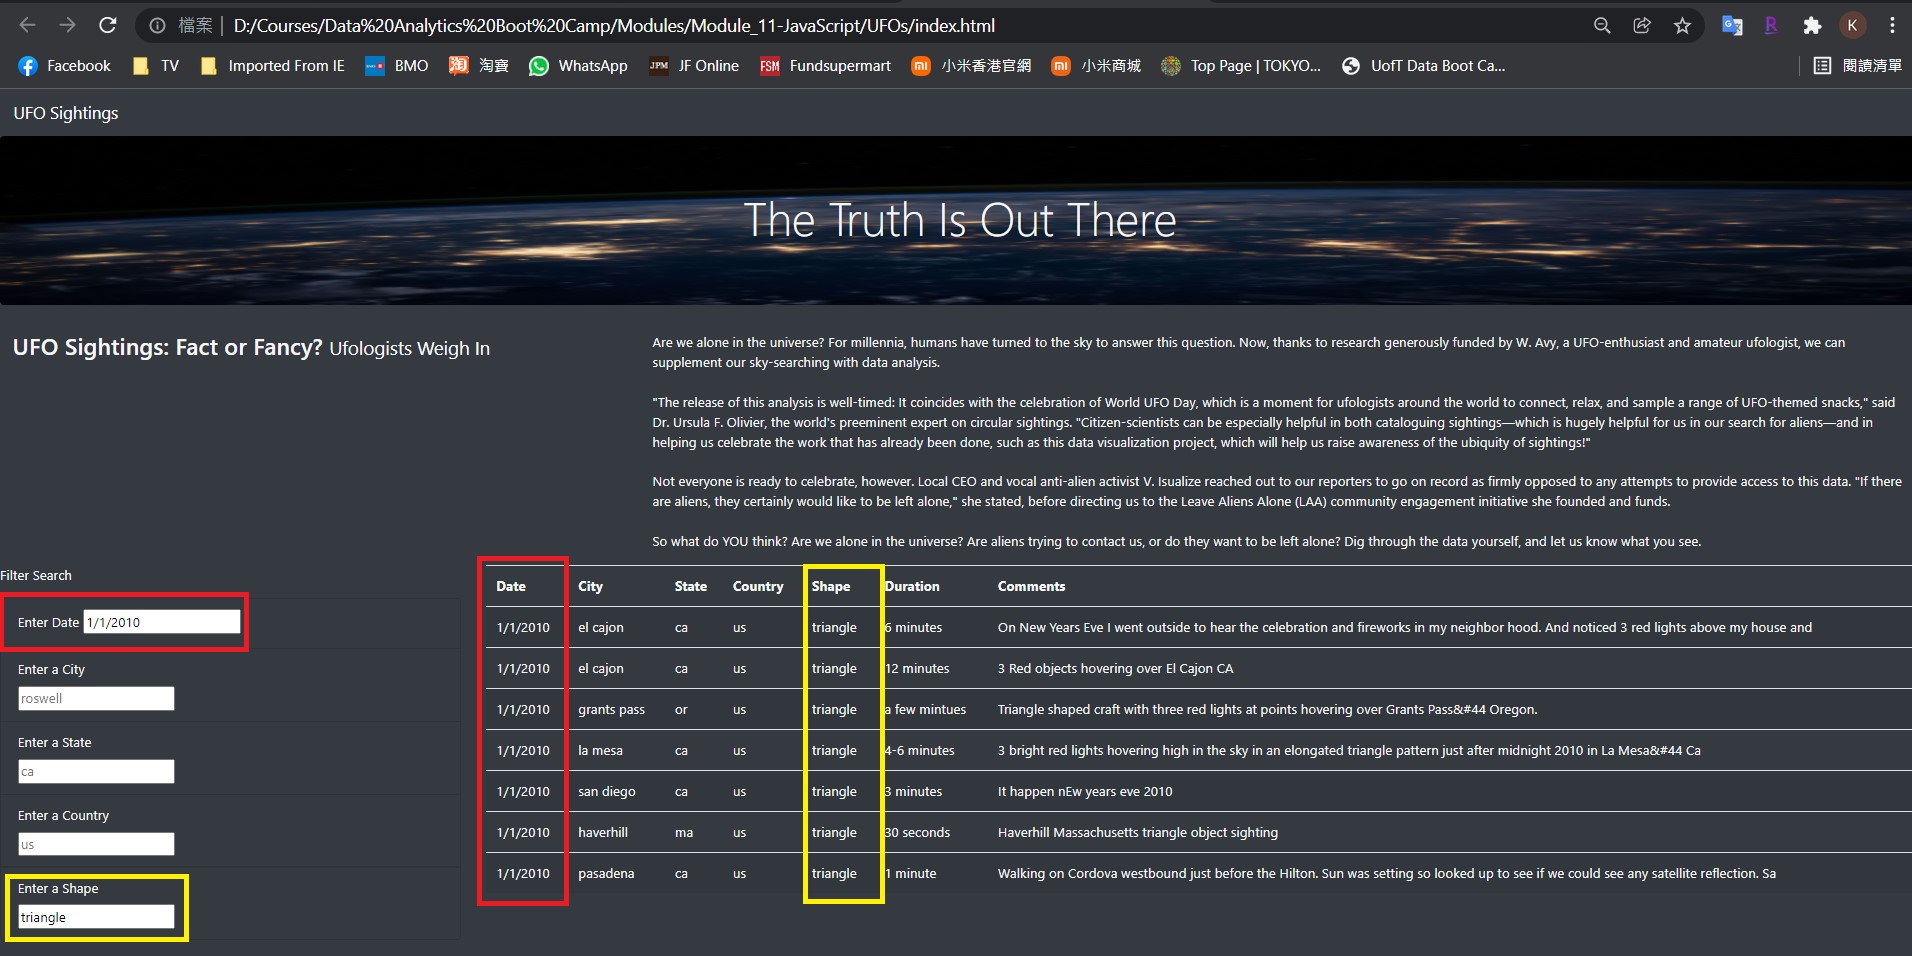 檔案 | D:/Courses/Data%20Analytics%20Boot%20Camp/Modules/Module_11-JavaScript/UFOs/index.html
K
Facebook TV Imported From IE BMO 淘 淘寶 WhatsApp JPM JF Online FSM Fundsupermart 小米香港官網 小米商城 Top Page | TOKYO... UofT Data Boot Ca... 閱讀清單
UFO Sightings
The Truth Is Out There
UFO Sightings: Fact or Fancy? Ufologists Weigh In
Are we alone in the universe? For millennia, humans have turned to the sky to answer this question. Now, thanks to research generously funded by W. Avy, a UFO-enthusiast and amateur ufologist, we can
supplement our sky-searching with data analysis.
"The release of this analysis is well-timed: It coincides with the celebration of World UFO Day, which is a moment for ufologists around the world to connect, relax, and sample a range of UFO-themed snacks," said
Dr. Ursula F. Olivier, the world's preeminent expert on circular sightings. "Citizen-scientists can be especially helpful in both cataloguing sightings—which is hugely helpful for us in our search for aliens—and in
helping us celebrate the work that has already been done, such as this data visualization project, which will help us raise awareness of the ubiquity of sightings!"
Not everyone is ready to celebrate, however. Local CEO and vocal anti-alien activist V. Isualize reached out to our reporters to go on record as firmly opposed to any attempts to provide access to this data. "If there
are aliens, they certainly would like to be left alone," she stated, before directing us to the Leave Aliens Alone (LAA) community engagement initiative she founded and funds.
So what do YOU think? Are we alone in the universe? Are aliens trying to contact us, or do they want to be left alone? Dig through the data yourself, and let us know what you see.
Filter Search
Enter Date 1/1/2010
Enter a City
roswell
Enter a State
ca
Enter a Country
us
Enter a Shape
triangle
Date City State Country Shape Duration Comments
1/1/2010 el cajon ca us triangle 6 minutes On New Years Eve I went outside to hear the celebration and fireworks in my neighbor hood. And noticed 3 red lights above my house and
1/1/2010 el cajon ca us triangle 12 minutes 3 Red objects hovering over El Cajon CA
1/1/2010 grants pass or us triangle a few mintues Triangle shaped craft with three red lights at points hovering over Grants Pass&#44 Oregon.
1/1/2010 la mesa ca us triangle 4-6 minutes 3 bright red lights hovering high in the sky in an elongated triangle pattern just after midnight 2010 in La Mesa&#44 Ca
1/1/2010 san diego ca us triangle 3 minutes It happen nEw years eve 2010
1/1/2010 haverhill ma us triangle 30 seconds Haverhill Massachusetts triangle object sighting
1/1/2010 pasadena ca us triangle 1 minute Walking on Cordova westbound just before the Hilton. Sun was setting so looked up to see if we could see any satellite reflection. Sa